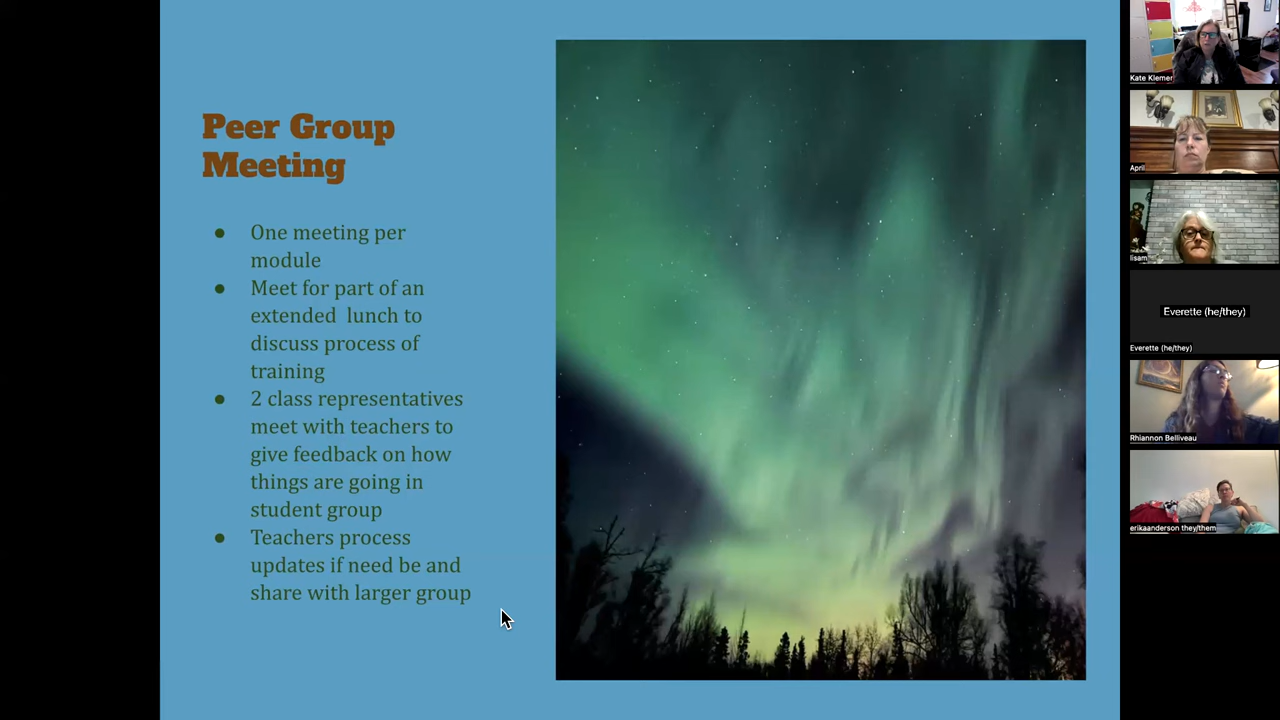 Peer Group
Meeting
● One meeting per
module
● Meet for part of an
extended lunch to
discuss process of
training
● 2 class representatives
meet with teachers to
give feedback on how
things are going in
student group
● Teachers process
updates if need be and
share with larger group
Kate Klemer
April
lisam
Everette (he/they)
Everette (he/they)
Rhiannon Belliveau
erikaanderson they/them